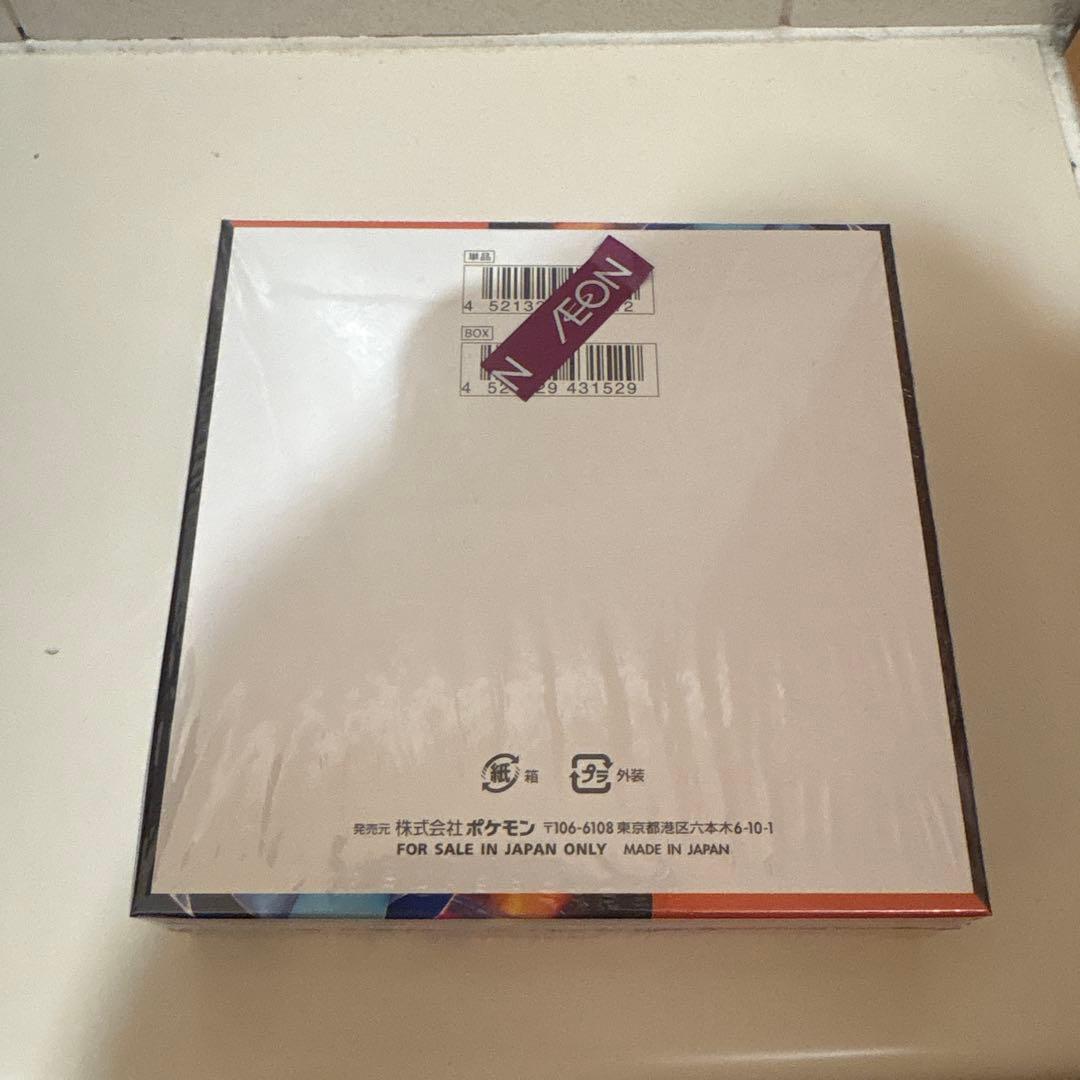 単品
ÆON
4 52133
2
BOX
N
4 52
29 431529
紙 箱 プラ 外装
発売元 株式会社ポケモン 〒106-6108 東京都港区六本木6-10-1
FOR SALE IN JAPAN ONLY MADE IN JAPAN